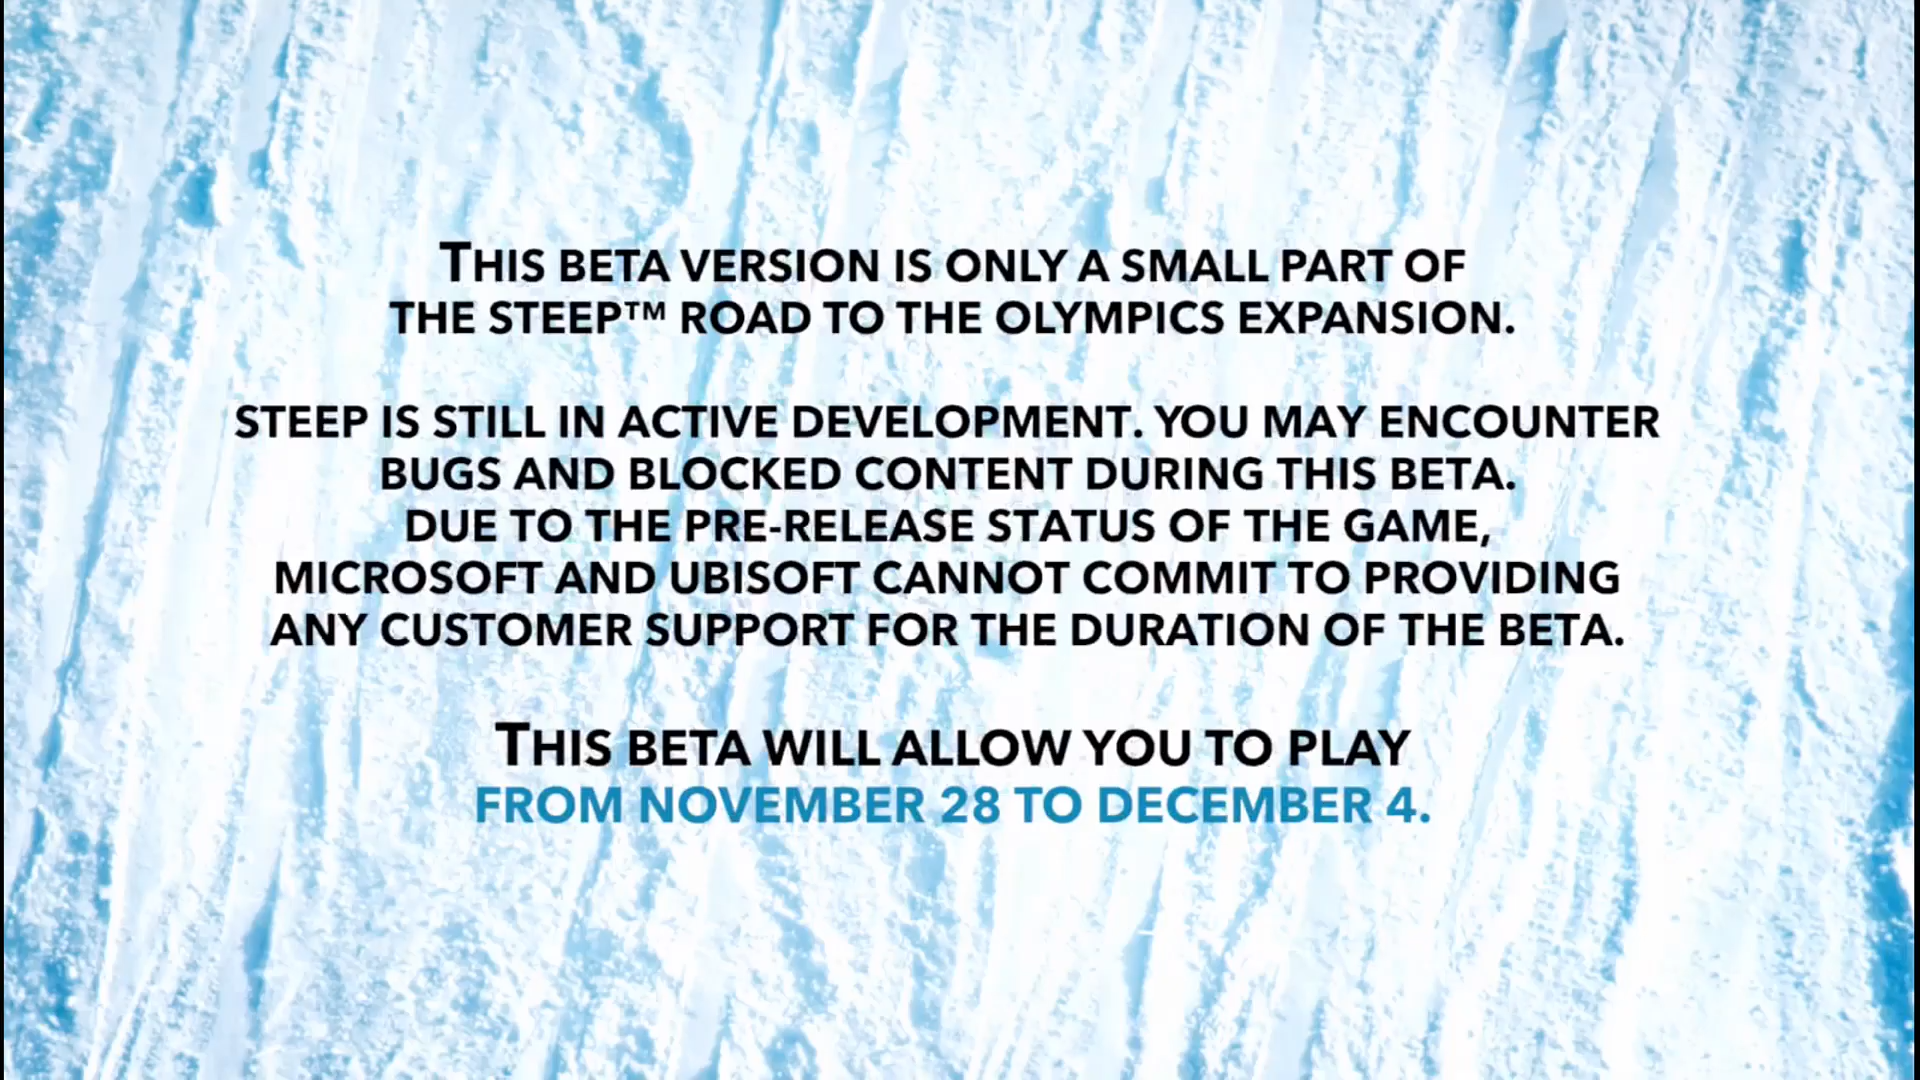 THIS BETA VERSION IS ONLY A SMALL PART OF
THE STEEP™ ROAD TO THE OLYMPICS EXPANSION.
STEEP IS STILL IN ACTIVE DEVELOPMENT. YOU MAY ENCOUNTER
BUGS AND BLOCKED CONTENT DURING THIS BETA.
DUE TO THE PRE-RELEASE STATUS OF THE GAME,
MICROSOFT AND UBISOFT CANNOT COMMIT TO PROVIDING
ANY CUSTOMER SUPPORT FOR THE DURATION OF THE BETA.
THIS BETA WILL ALLOW YOU TO PLAY
FROM NOVEMBER 28 TO DECEMBER 4.